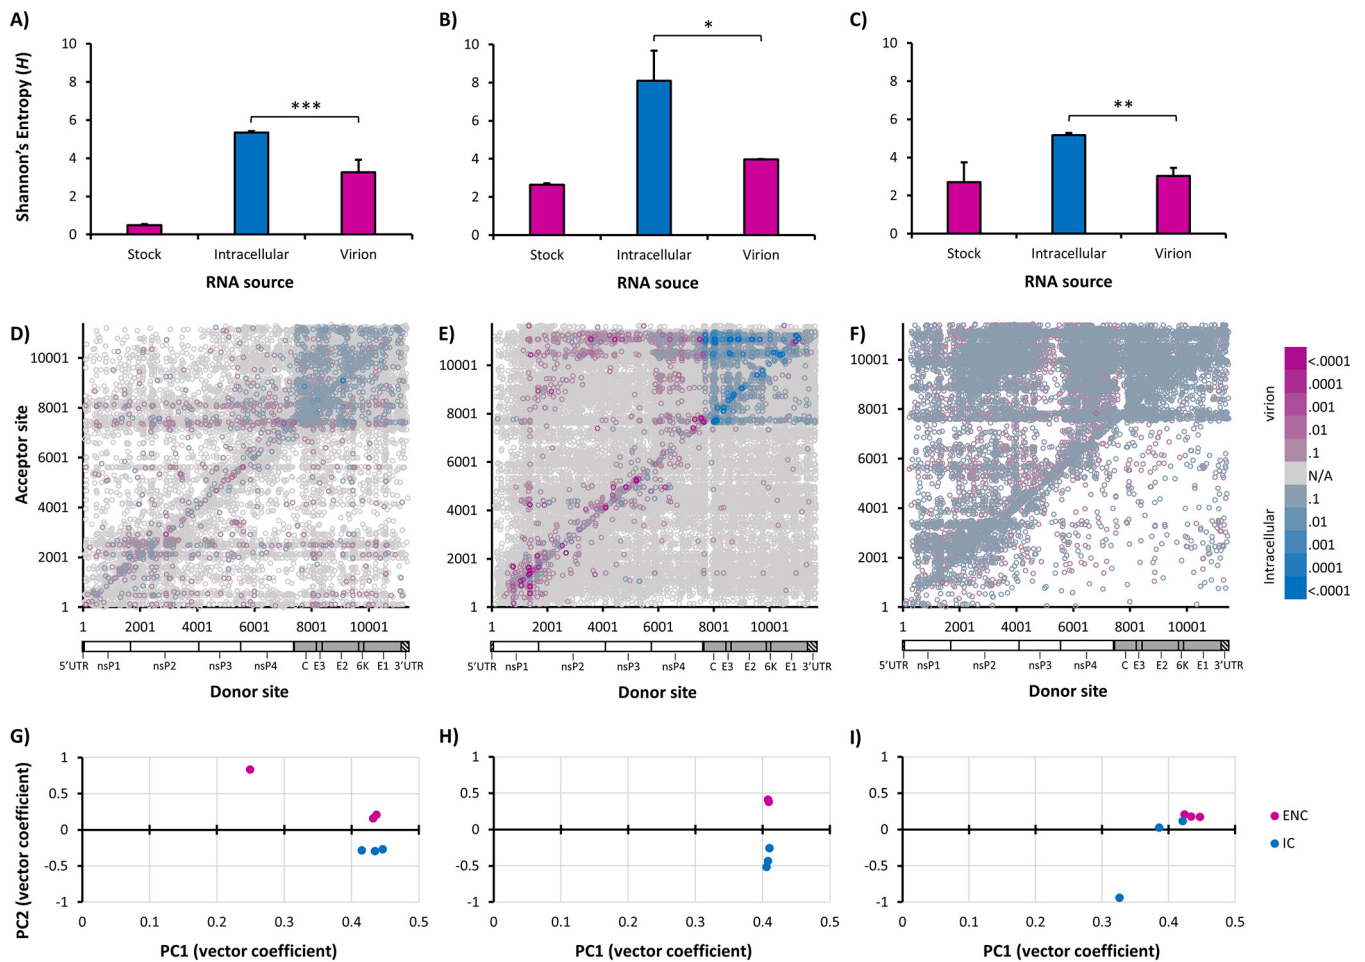 A)
B)
C)
Shannon's Entropy (H)
10
8
6
4
2
0
***
Stock
Intracellular
Virion
RNA source
10
8
6
4
2
0
*
Stock
Intracellular
Virion
RNA souce
10
8
6
4
2
0
**
Stock
Intracellular
Virion
RNA source
D)
E)
F)
Acceptor site
10001
8001
6001
4001
2001
1
1 2001 4001 6001 8001 10001
5'UTR nsP1 nsP2 nsP3 nsP4 C E3 E2 6K E1 3'UTR
Donor site
10001
8001
6001
4001
2001
1
1 2001 4001 6001 8001 10001
5'UTR nsP1 nsP2 nsP3 nsP4 C E3 E2 6K E1 3'UTR
Donor site
10001
8001
6001
4001
2001
1
1 2001 4001 6001 8001 10001
5'UTR nsP1 nsP2 nsP3 nsP4 C E3 E2 6K E1 3'UTR
Donor site
virion
Intracellular
<.0001
.0001
.001
.01
.1
N/A
.1
.01
.001
.0001
<.0001
G)
H)
I)
PC2 (vector coefficient)
1
0.5
0
-0.5
-1
0 0.1 0.2 0.3 0.4 0.5
PC1 (vector coefficient)
1
0.5
0
-0.5
-1
0 0.1 0.2 0.3 0.4 0.5
PC1 (vector coefficient)
1
0.5
0
-0.5
-1
0 0.1 0.2 0.3 0.4 0.5
PC1 (vector coefficient)
ENC
IC